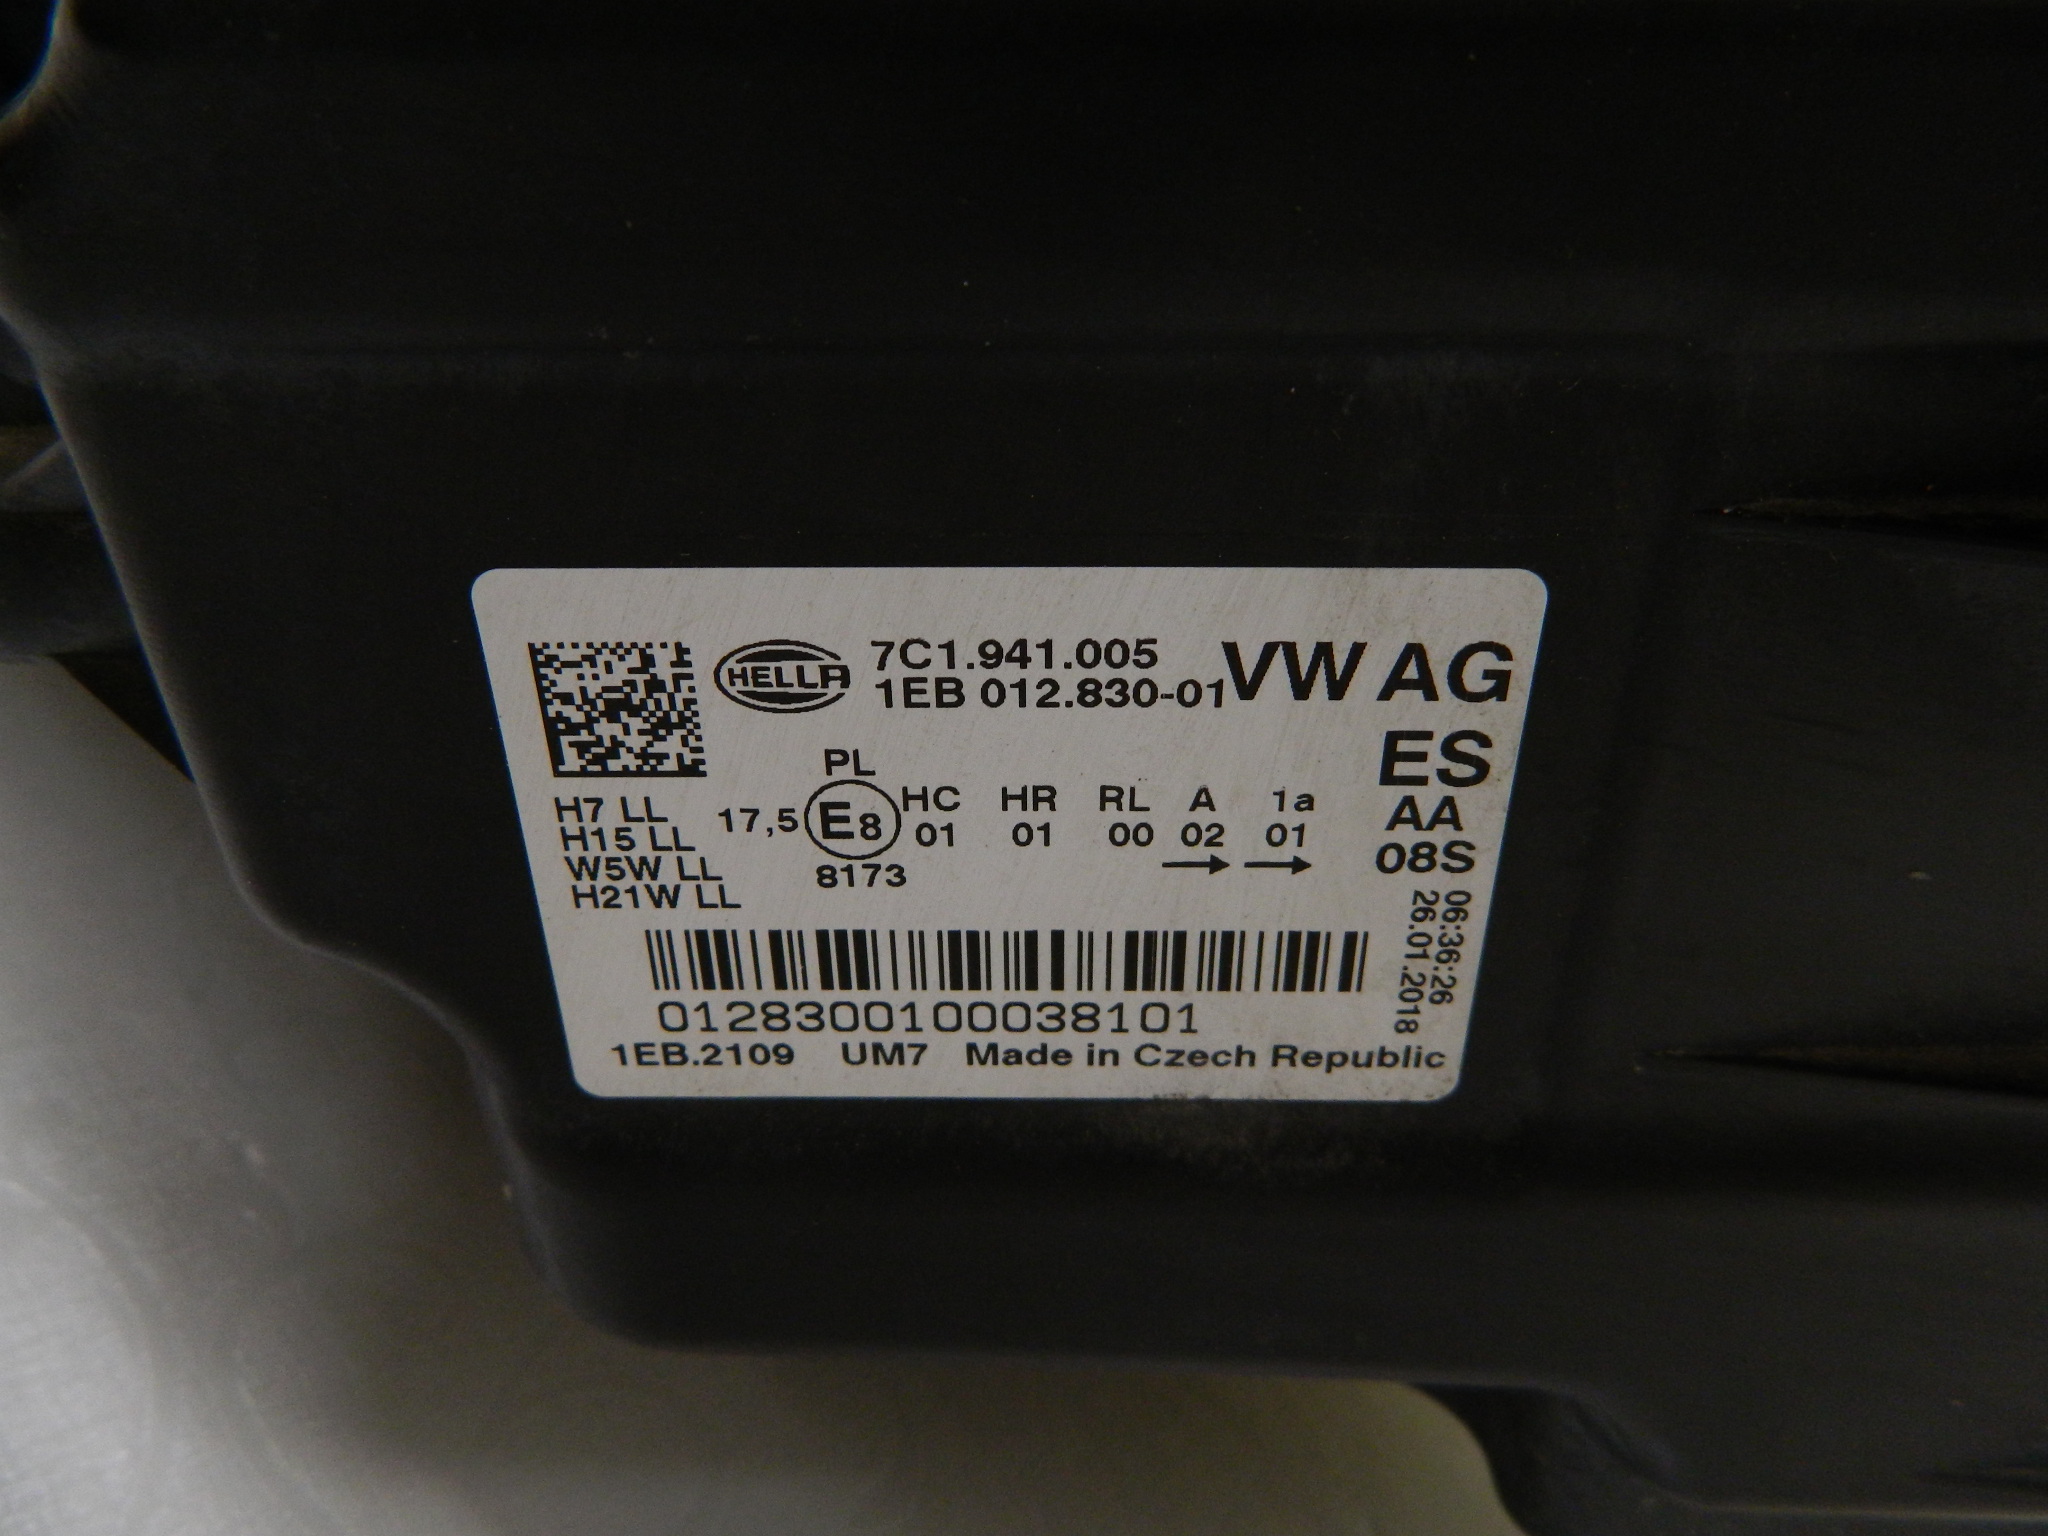 HELLA 7C1.941.005 VW AG
1EB 012.830-01
ES
PL
H7 LL 17,5 E8 HC HR RL A 1a AA
H15 LL 01 01 00 02 01
W5W LL 8173 → → 08S
H21W LL
06:36:26
26.01.2018
0128300100038101
1EB.2109 UM7 Made in Czech Republic